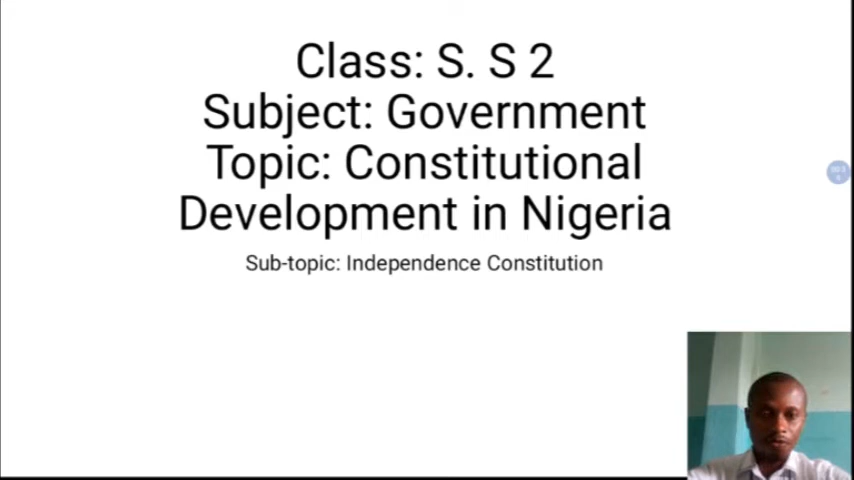 Class: S. S 2
Subject: Government
Topic: Constitutional
Development in Nigeria
Sub-topic: Independence Constitution